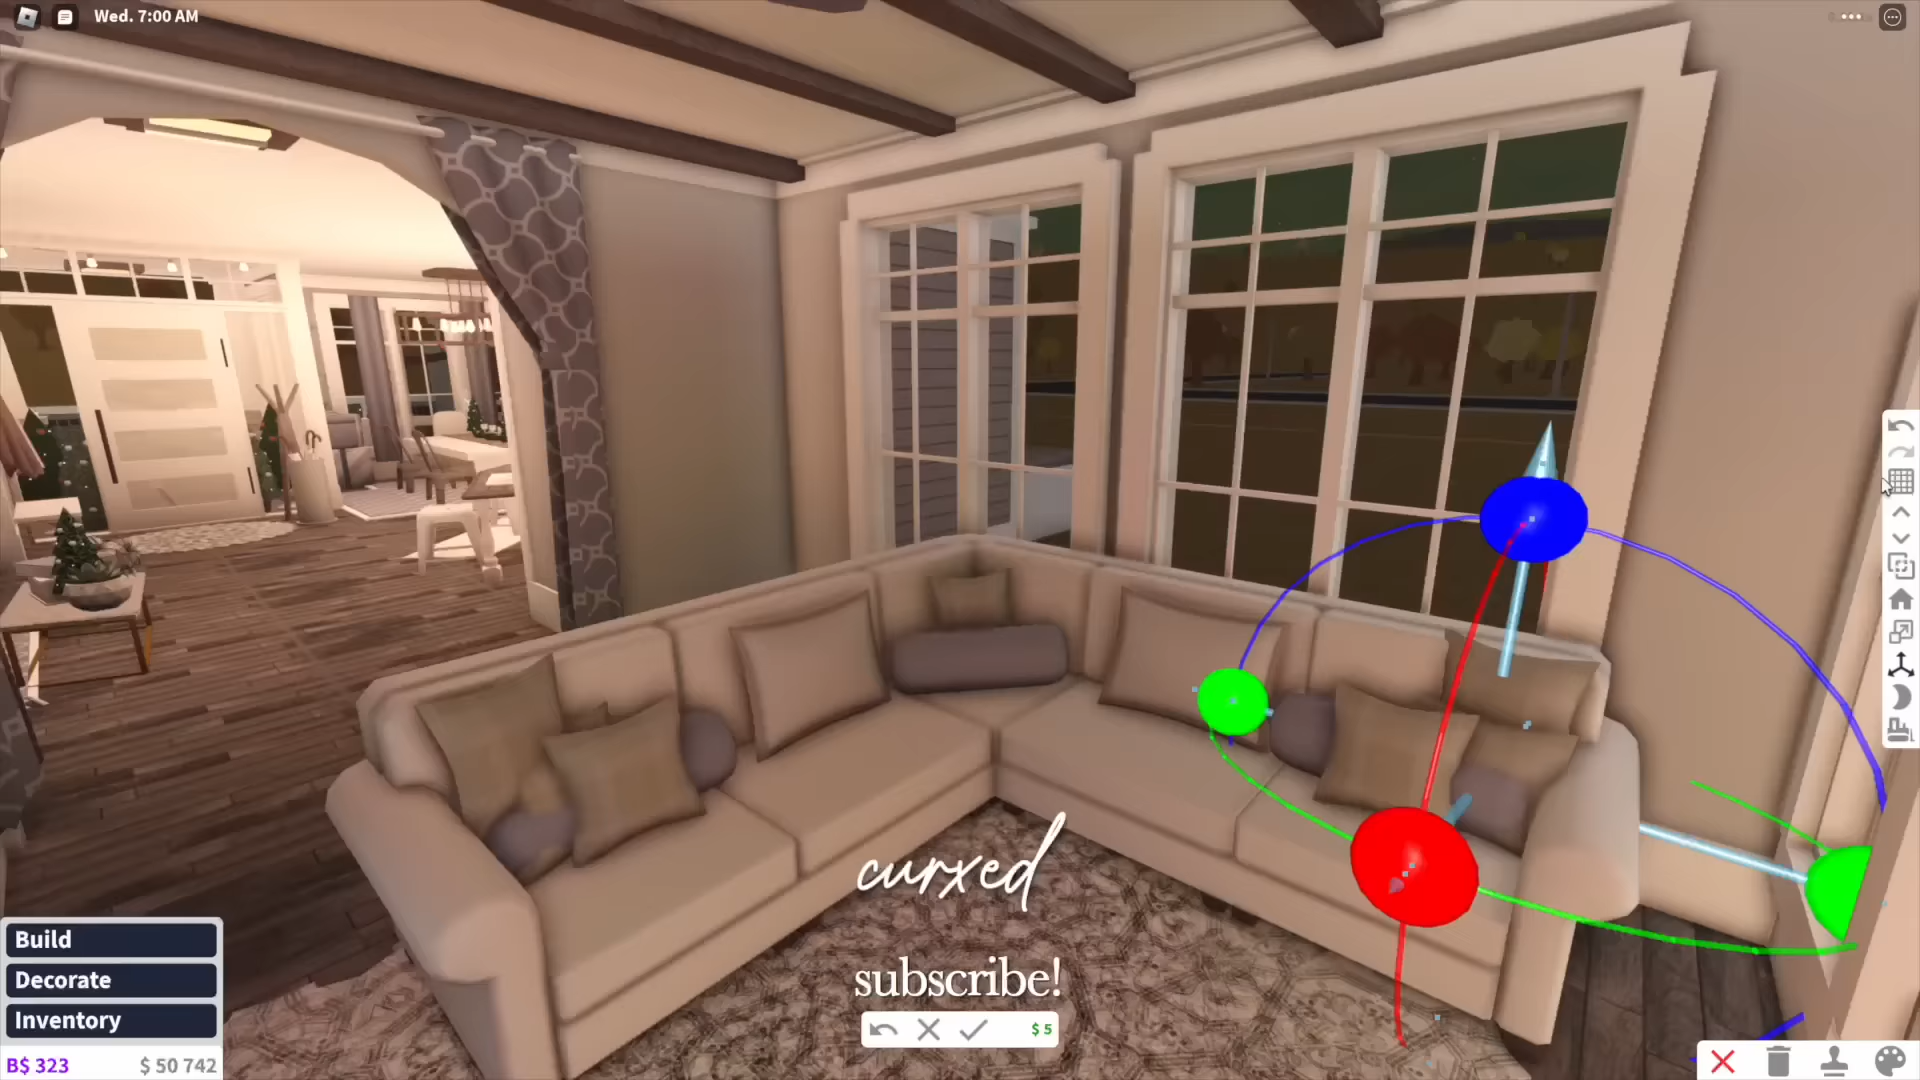 Wed. 7:00 AM
curxed
subscribe!
$ 5
Build
Decorate
Inventory
B$ 323
$ 50 742